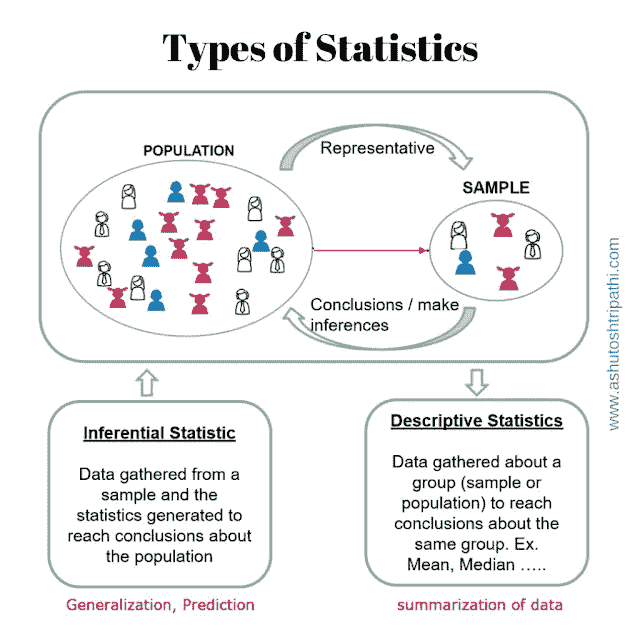 Types of Statistics
POPULATION
Representative
SAMPLE
Conclusions / make
inferences
www.ashutoshtripathi.com
Inferential Statistic
Data gathered from a
sample and the
statistics generated to
reach conclusions about
the population
Generalization, Prediction
Descriptive Statistics
Data gathered about a
group (sample or
population) to reach
conclusions about the
same group. Ex.
Mean, Median .....
summarization of data